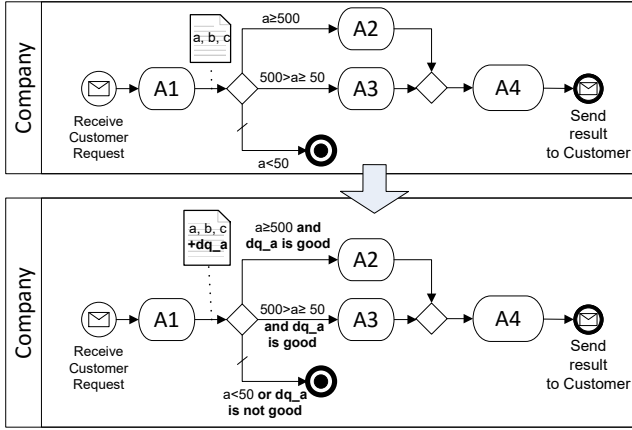 Company
a, b, c
a≥500
A2
A1
500>a≥ 50
A3
A4
Receive
Customer
Request
a<50
Send
result
to Customer
Company
a, b, c
+dq_a
a≥500 and
dq_a is good
A2
A1
500>a≥ 50
and dq_a
is good
A3
A4
Receive
Customer
Request
a<50 or dq_a
is not good
Send
result
to Customer